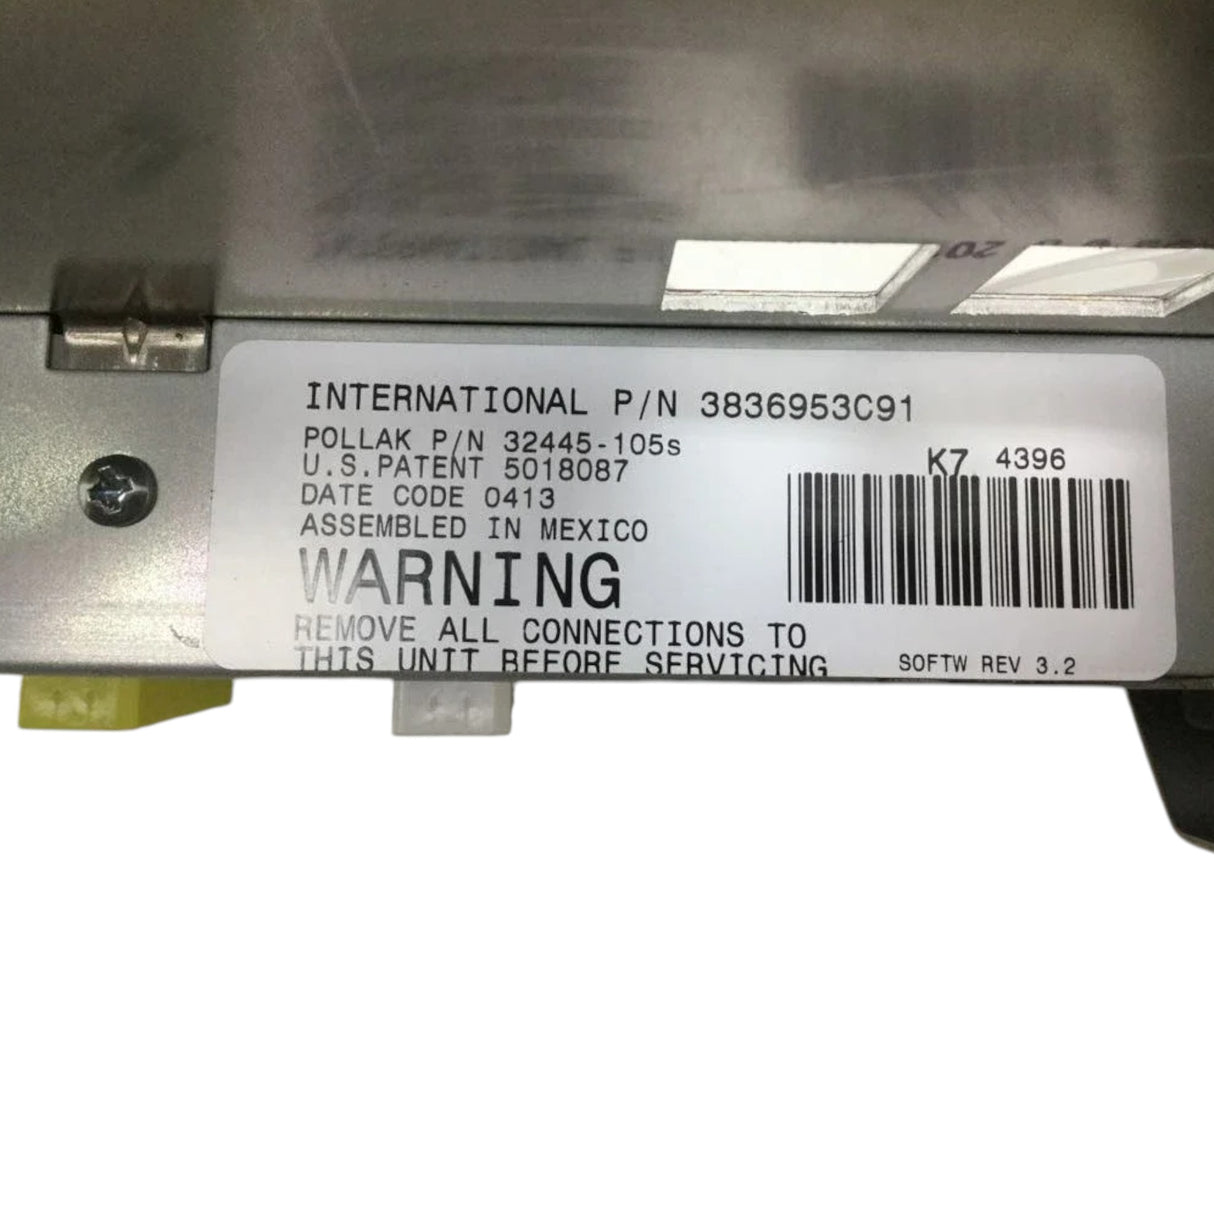 INTERNATIONAL P/N 3836953C91
POLLAK P/N 32445-105s
U.S.PATENT 5018087
DATE CODE 0413
ASSEMBLED IN MEXICO
K7 4396
WARNING
REMOVE ALL CONNECTIONS TO
THIS UNIT BEFORE SERVICING
SOFTW REV 3.2